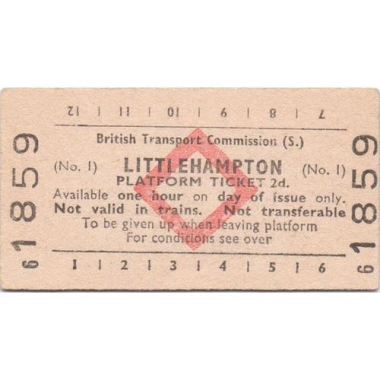 12 | 11 | 10 | 9 | 8 | 7
British Transport Commission (S.)
(No. 1) LITTLEHAMPTON (No. 1)
PLATFORM TICKET 2d.
Available one hour on day of issue only.
Not valid in trains. Not transferable
To be given up when leaving platform
For conditions see over
1 | 2 | 3 | 4 | 5 | 6
61859
61859